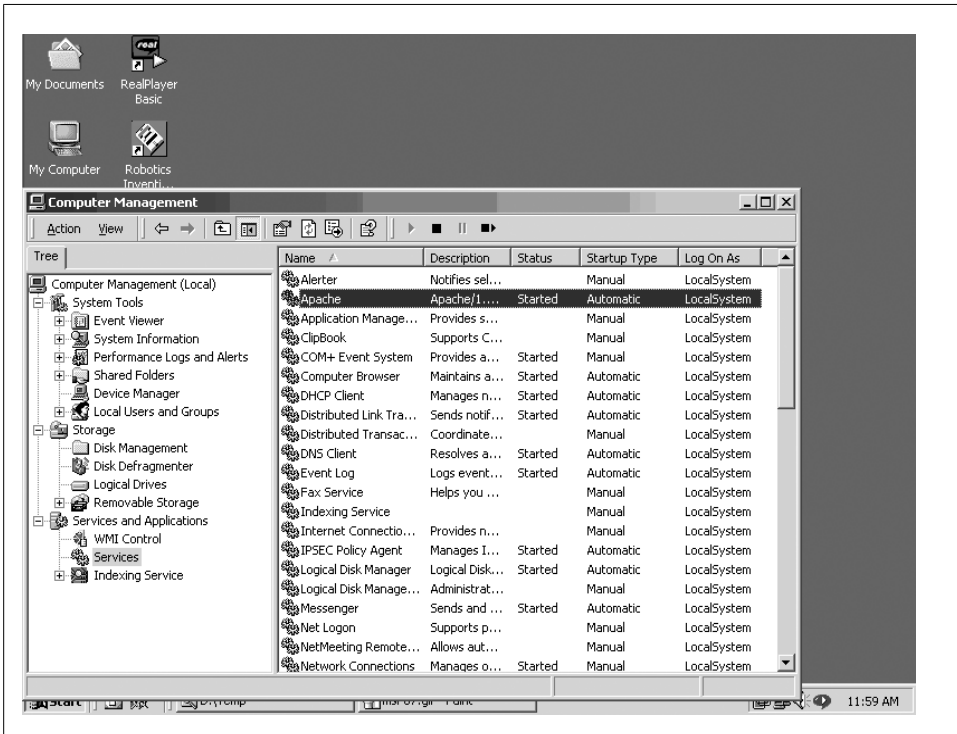 real
My Documents
RealPlayer
Basic
My Computer
Robotics
Inventi...
Computer Management
Action View
Tree
Name Description Status Startup Type Log On As
Computer Management (Local)
System Tools
Event Viewer
System Information
Performance Logs and Alerts
Shared Folders
Device Manager
Local Users and Groups
Storage
Disk Management
Disk Defragmenter
Logical Drives
Removable Storage
Services and Applications
WMI Control
Services
Indexing Service
Alerter Notifies sel... Manual LocalSystem
Apache Apache/1.... Started Automatic LocalSystem
Application Manage... Provides s... Manual LocalSystem
ClipBook Supports C... Manual LocalSystem
COM+ Event System Provides a... Started Manual LocalSystem
Computer Browser Maintains a... Started Automatic LocalSystem
DHCP Client Manages n... Started Automatic LocalSystem
Distributed Link Tra... Sends notif... Started Automatic LocalSystem
Distributed Transac... Coordinate... Manual LocalSystem
DNS Client Resolves a... Started Automatic LocalSystem
Event Log Logs event... Started Automatic LocalSystem
Fax Service Helps you ... Manual LocalSystem
Indexing Service Manual LocalSystem
Internet Connectio... Provides n... Manual LocalSystem
IPSEC Policy Agent Manages I... Started Automatic LocalSystem
Logical Disk Manager Logical Disk... Started Automatic LocalSystem
Logical Disk Manage... Administrat... Manual LocalSystem
Messenger Sends and ... Started Automatic LocalSystem
Net Logon Supports p... Manual LocalSystem
NetMeeting Remote... Allows aut... Manual LocalSystem
Network Connections Manages o... Started Manual LocalSystem
Start D:\Temp 11:59 AM